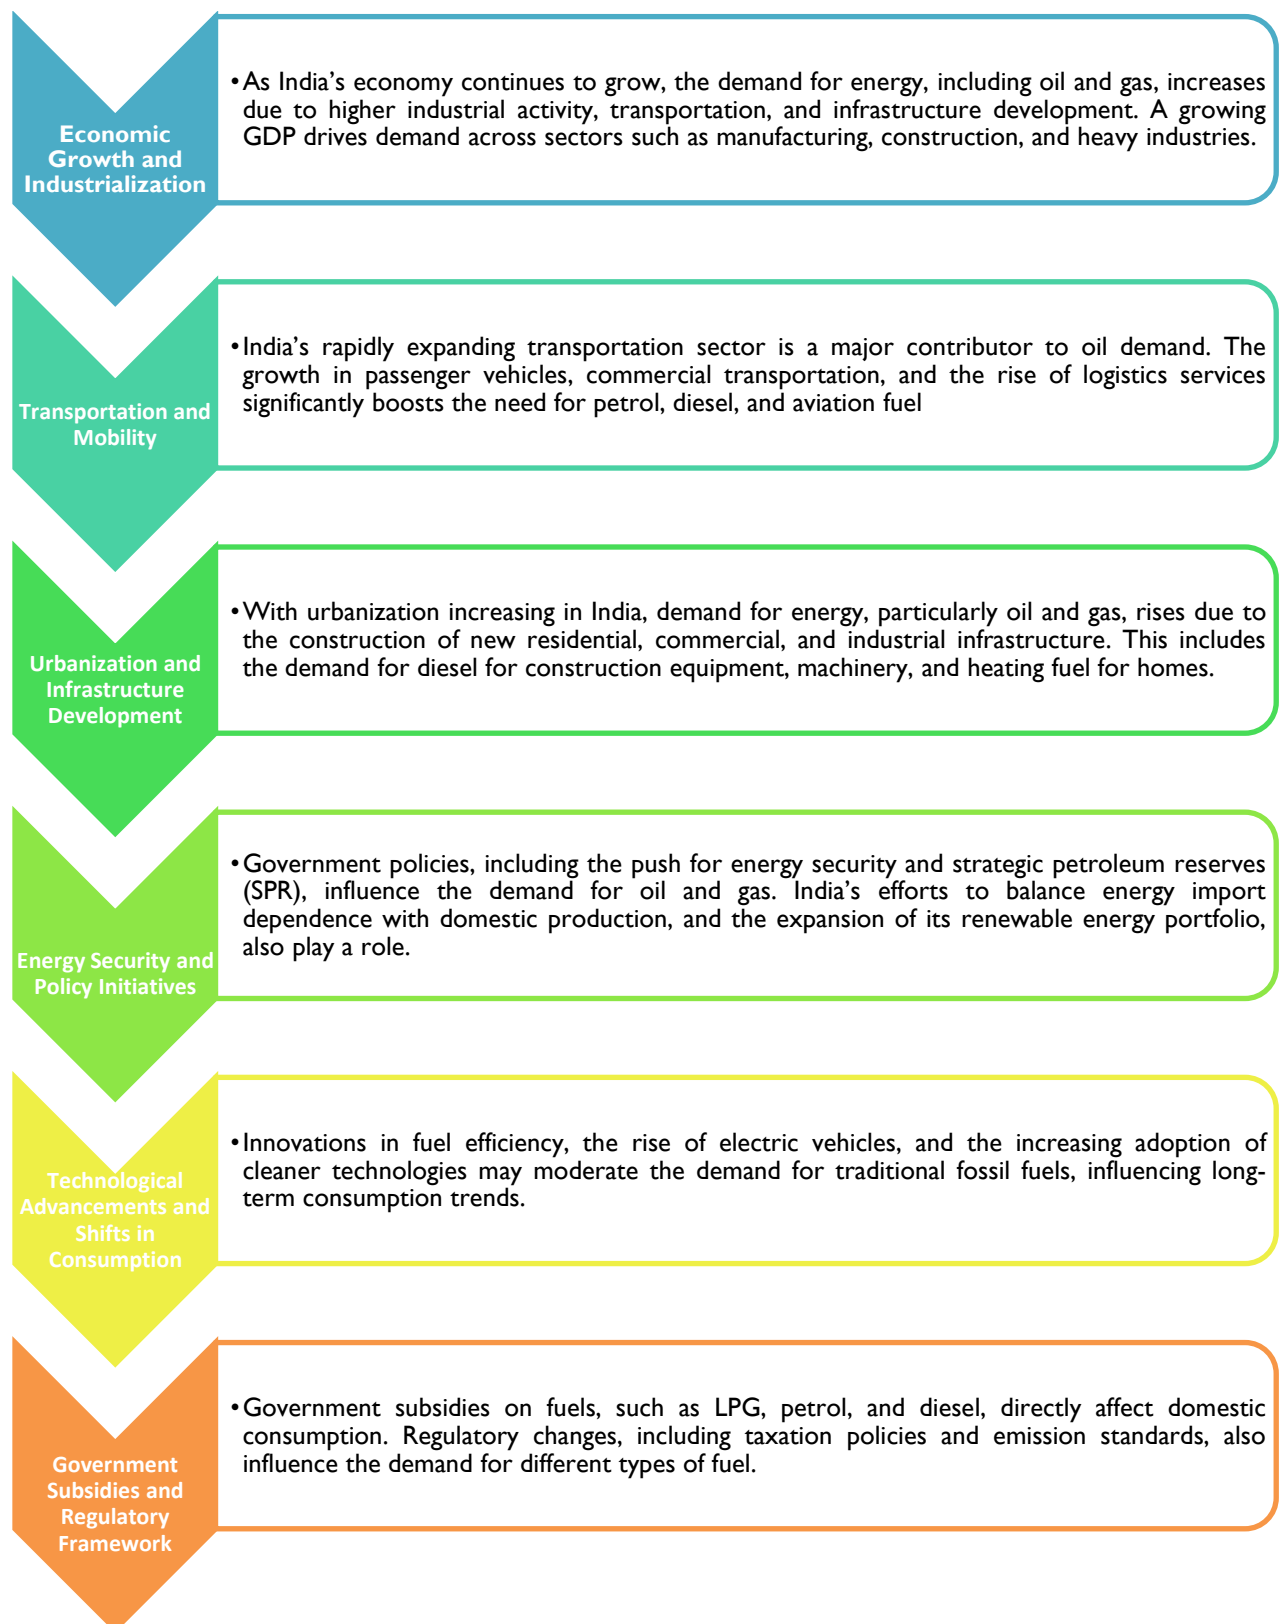 Economic
Growth and
Industrialization
•As India’s economy continues to grow, the demand for energy, including oil and gas, increases
due to higher industrial activity, transportation, and infrastructure development. A growing
GDP drives demand across sectors such as manufacturing, construction, and heavy industries.
Transportation and
Mobility
•India’s rapidly expanding transportation sector is a major contributor to oil demand. The
growth in passenger vehicles, commercial transportation, and the rise of logistics services
significantly boosts the need for petrol, diesel, and aviation fuel
Urbanization and
Infrastructure
Development
•With urbanization increasing in India, demand for energy, particularly oil and gas, rises due to
the construction of new residential, commercial, and industrial infrastructure. This includes
the demand for diesel for construction equipment, machinery, and heating fuel for homes.
Energy Security and
Policy Initiatives
•Government policies, including the push for energy security and strategic petroleum reserves
(SPR), influence the demand for oil and gas. India’s efforts to balance energy import
dependence with domestic production, and the expansion of its renewable energy portfolio,
also play a role.
Technological
Advancements and
Shifts in
Consumption
•Innovations in fuel efficiency, the rise of electric vehicles, and the increasing adoption of
cleaner technologies may moderate the demand for traditional fossil fuels, influencing long-
term consumption trends.
Government
Subsidies and
Regulatory
Framework
•Government subsidies on fuels, such as LPG, petrol, and diesel, directly affect domestic
consumption. Regulatory changes, including taxation policies and emission standards, also
influence the demand for different types of fuel.